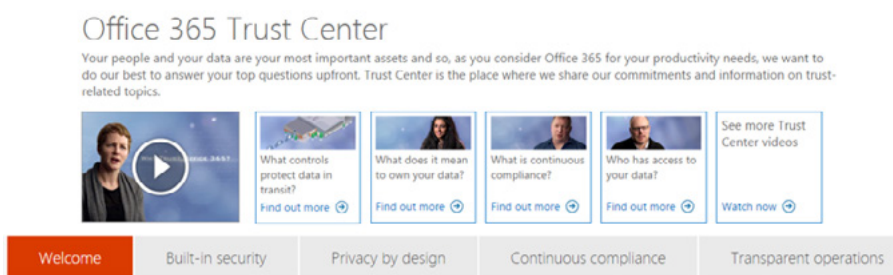 Office 365 Trust Center
Your people and your data are your most important assets and so, as you consider Office 365 for your productivity needs, we want to
do our best to answer your top questions upfront. Trust Center is the place where we share our commitments and information on trust-
related topics.
Why Trust Office 365?
What controls
protect data in
transit?
Find out more
What does it mean
to own your data?
Find out more
What is continuous
compliance?
Find out more
Who has access to
your data?
Find out more
See more Trust
Center videos
Watch now
Welcome
Built-in security
Privacy by design
Continuous compliance
Transparent operations